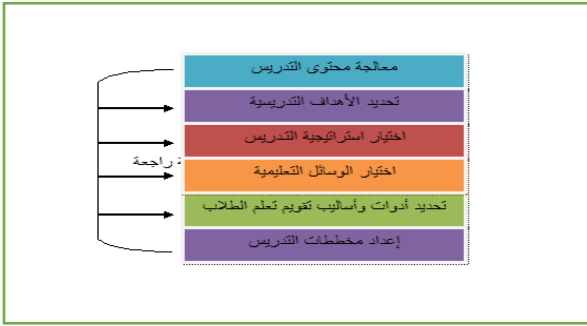 معالجة محتوى التدريس
تحديد الأهداف التدريسية
اختيار استراتيجية التدريس
راجعة
اختيار الوسائل التعليمية
تحديد أدوات وأساليب تقويم تعلم الطلاب
إعداد مخططات التدريس